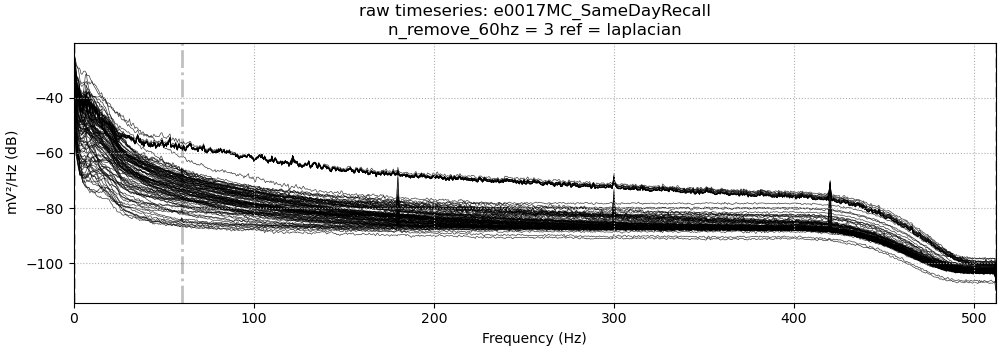 raw timeseries: e0017MC_SameDayRecall
n_remove_60hz = 3 ref = laplacian
mV²/Hz (dB)
−40
−60
−80
−100
0 100 200 300 400 500
Frequency (Hz)